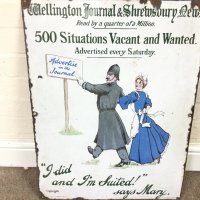 Wellington Journal & Shrewsbury News
Read by a quarter of a Million.
500 Situations Vacant and Wanted.
Advertised every Saturday.
Advertise
in the
Journal
"I did
and I'm Suited!"
says Mary.